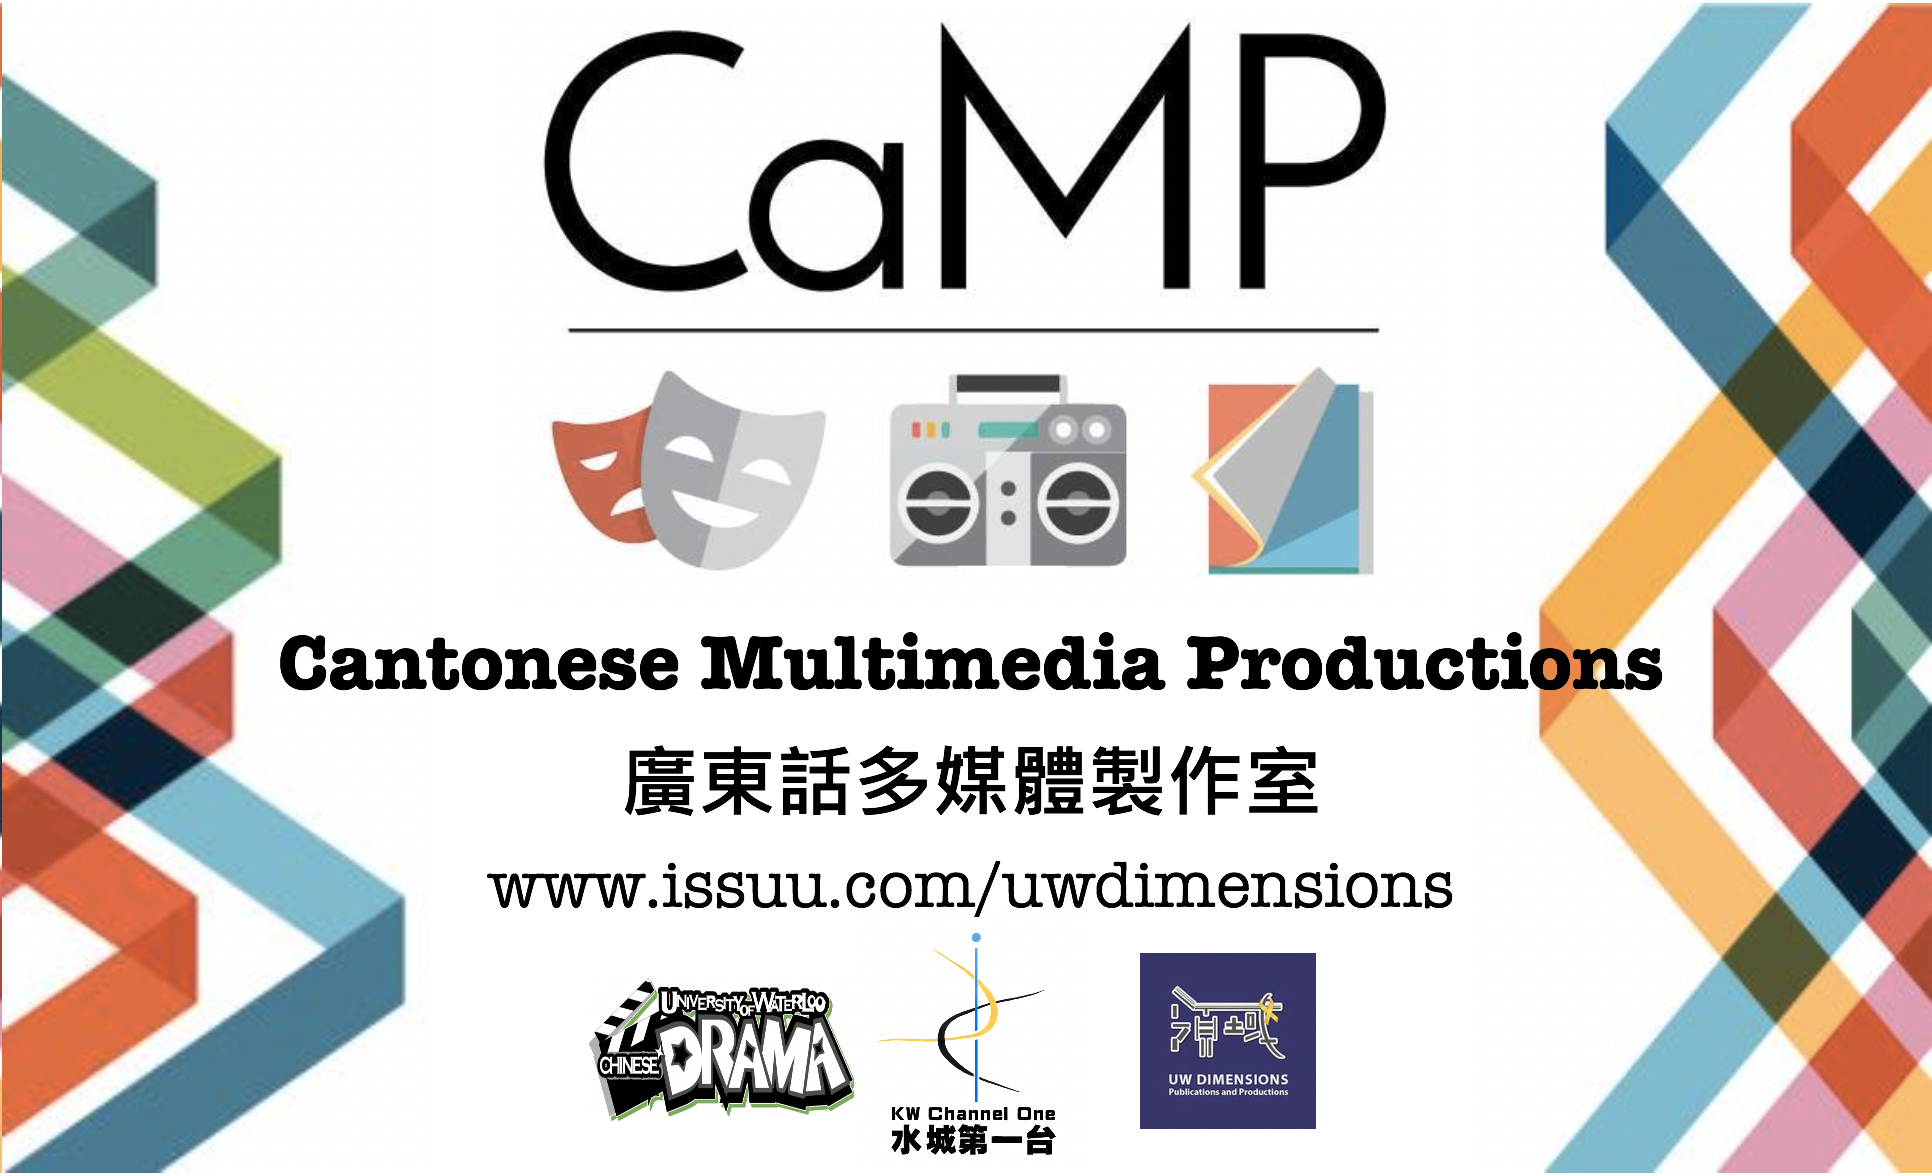 CaMP
Cantonese Multimedia Productions
廣東話多媒體製作室
www.issuu.com/uwdimensions
UNIVERSITY OF WATERLOO
CHINESE DRAMA
KW Channel One
水城第一台
UW DIMENSIONS
Publications and Productions